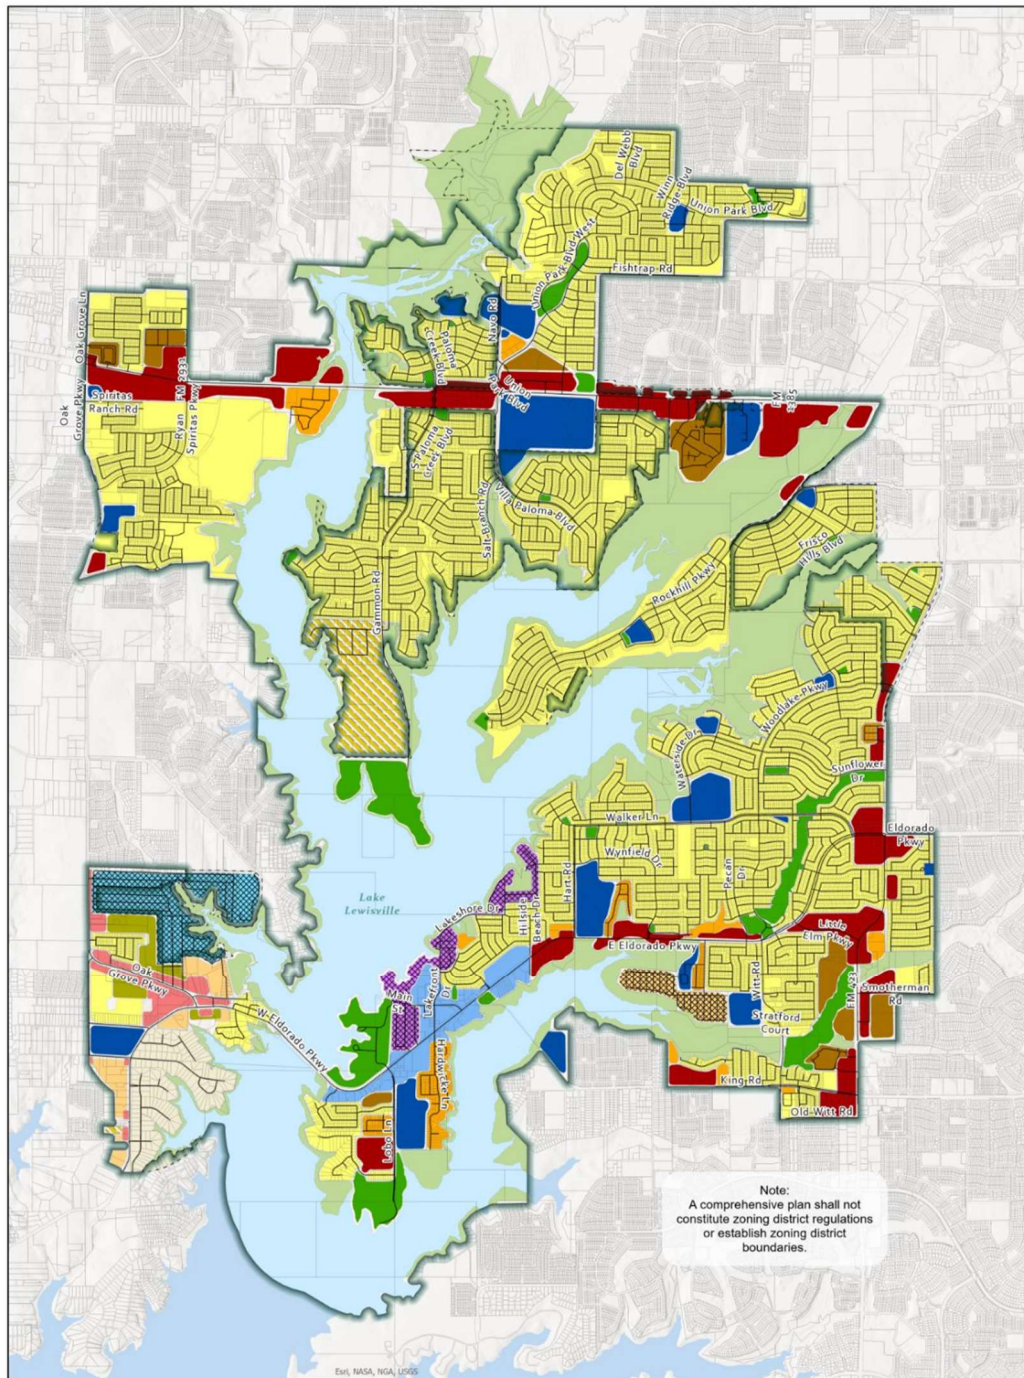 Del Webb
Blvd
Winn
Ridge-Blvd
Union Park Blvd
Union Park-Blvd-West
Fishtrap Rd
Navo Rd
Oak Grove Ln
Paloma
Creek-Blvd
FM 2931
Union
Park Blvd
Spiritas
Ranch Rd
Oak
Grove Pkwy
Ryan
Spiritas Pkwy
FM
S-Paloma
Creek Blvd
Villa Paloma-Blvd
Salt-Branch-Rd
Frisco
Hills Blvd
Rockhill Pkwy
Gammon-Rd
Woodlake-Pkwy
Waterside-Dr
Sunflower
Dr
Walker Ln
Eldorado
Pkwy
Wynfield Dr
Pecan
Dr
Hart-Rd
Lake
Lewisville
Lakeshore Dr
Hillside
Beach-Dr
Little
Elm Pkwy
E Eldorado Pkwy
Oak
Grove Pkwy
Main
St
Lakefront
Dr
Witt-Rd
FM 423
Smotherman
Rd
Stratford
Court
W-Eldorado Pkwy
Hardwicke-Ln
King Rd
Old-Witt Rd
Lobo Ln
Note:
A comprehensive plan shall not
constitute zoning district regulations
or establish zoning district
boundaries.
Esri, NASA, NGA, USGS